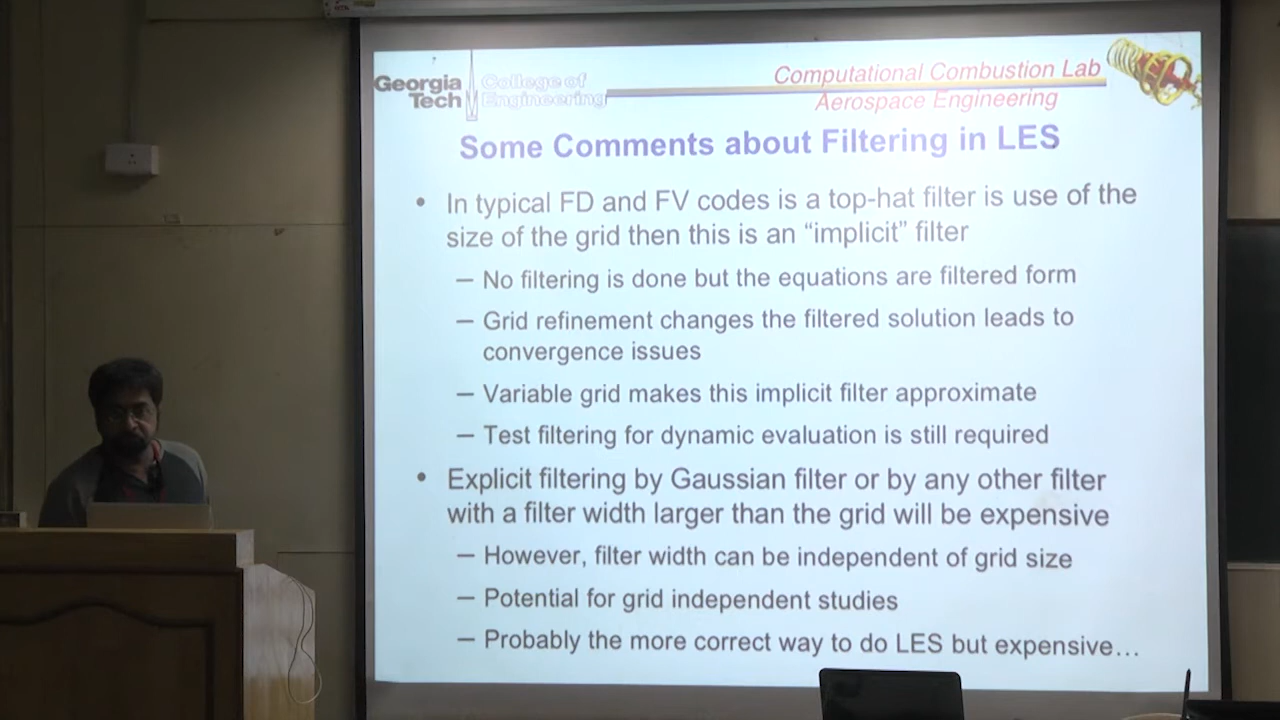 Georgia Tech
College of Engineering
Computational Combustion Lab
Aerospace Engineering
Some Comments about Filtering in LES
• In typical FD and FV codes is a top-hat filter is use of the
size of the grid then this is an “implicit” filter
– No filtering is done but the equations are filtered form
– Grid refinement changes the filtered solution leads to
convergence issues
– Variable grid makes this implicit filter approximate
– Test filtering for dynamic evaluation is still required
• Explicit filtering by Gaussian filter or by any other filter
with a filter width larger than the grid will be expensive
– However, filter width can be independent of grid size
– Potential for grid independent studies
– Probably the more correct way to do LES but expensive…